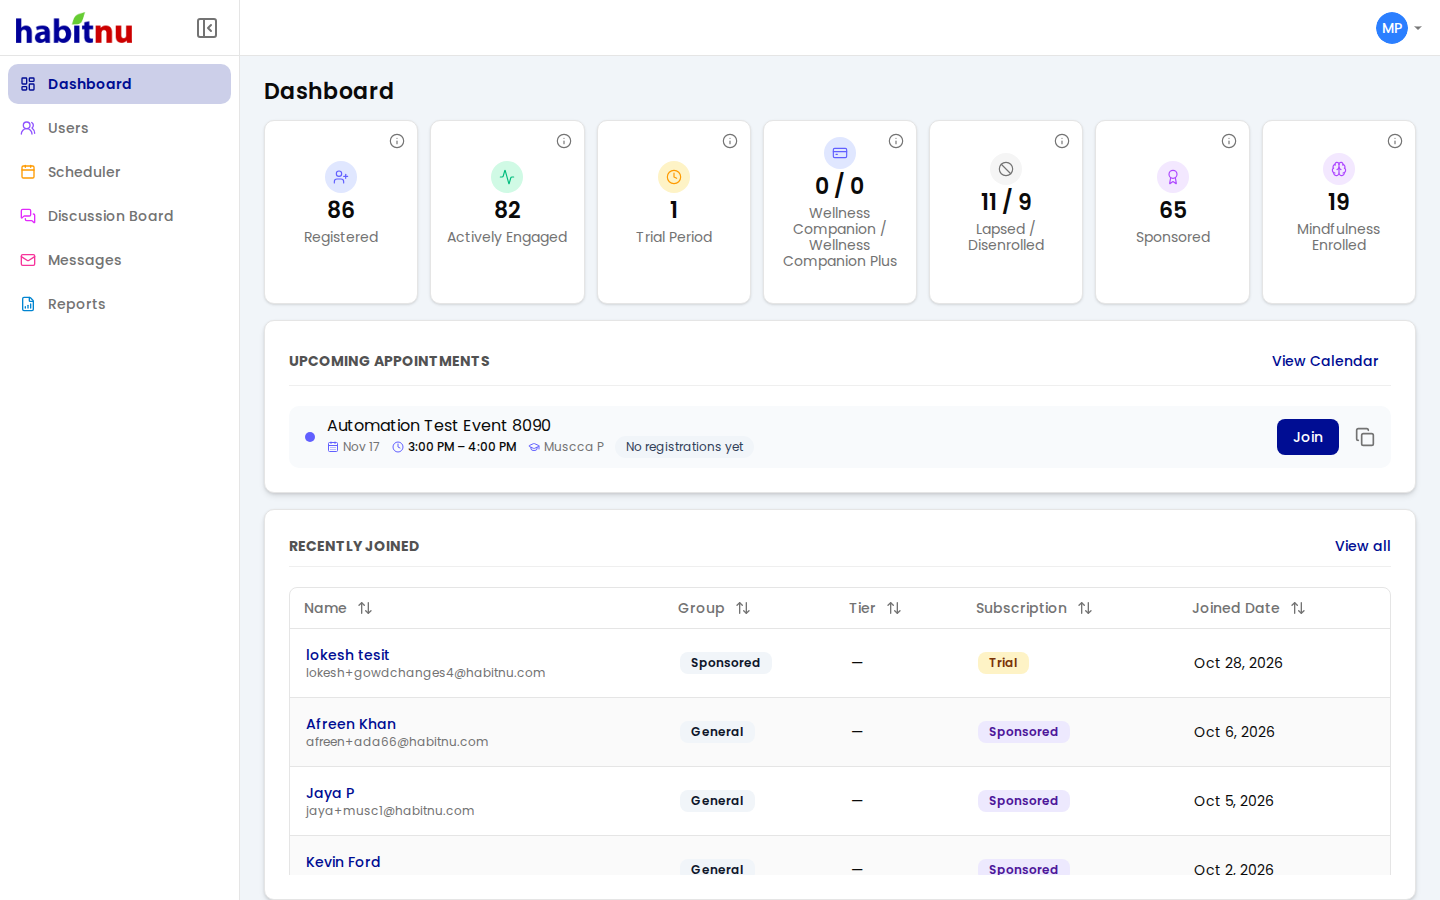 habitnu
MP
Dashboard
Users
Scheduler
Discussion Board
Messages
Reports
Dashboard
86
Registered
82
Actively Engaged
1
Trial Period
0 / 0
Wellness
Companion /
Wellness
Companion Plus
11 / 9
Lapsed /
Disenrolled
65
Sponsored
19
Mindfulness
Enrolled
UPCOMING APPOINTMENTS
View Calendar
Automation Test Event 8090
Nov 17 3:00 PM – 4:00 PM Muscca P No registrations yet
Join
RECENTLY JOINED
View all
Name Group Tier Subscription Joined Date
lokesh tesit
lokesh+gowdchanges4@habitnu.com
Sponsored — Trial Oct 28, 2026
Afreen Khan
afreen+ada66@habitnu.com
General — Sponsored Oct 6, 2026
Jaya P
jaya+musc1@habitnu.com
General — Sponsored Oct 5, 2026
Kevin Ford
General — Sponsored Oct 2, 2026